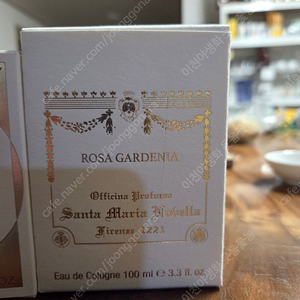 ROSA GARDENIA
Officina Profumo
Santa Maria Novella
Firenze 1221
Eau de Cologne 100 ml e 3.3 fl. oz.